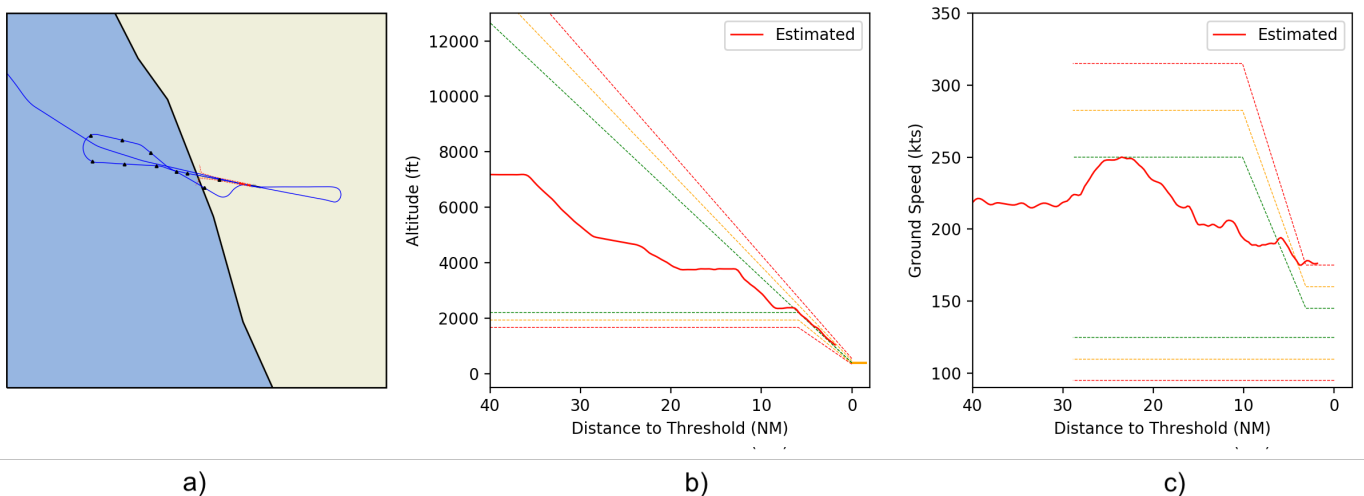 12000
10000
8000
6000
4000
2000
0
Altitude (ft)
40
30
20
10
0
Distance to Threshold (NM)
Estimated
350
300
250
200
150
100
Ground Speed (kts)
40
30
20
10
0
Distance to Threshold (NM)
Estimated
a)
b)
c)